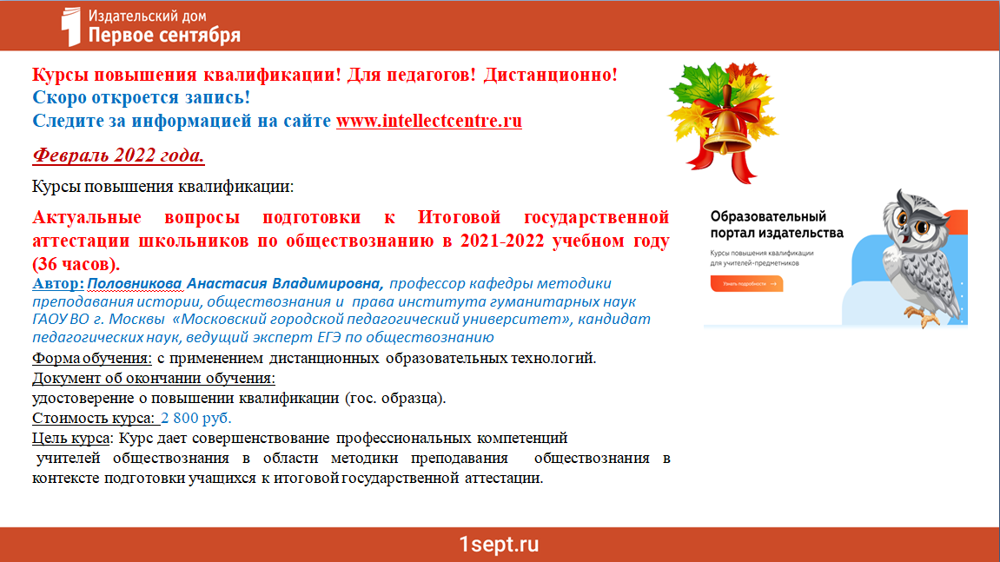 Издательский дом
Первое сентября
Курсы повышения квалификации! Для педагогов! Дистанционно!
Скоро откроется запись!
Следите за информацией на сайте www.intellectcentre.ru
Февраль 2022 года.
Курсы повышения квалификации:
Актуальные вопросы подготовки к Итоговой государственной
аттестации школьников по обществознанию в 2021-2022 учебном году
(36 часов).
Автор: Половникова Анастасия Владимировна, профессор кафедры методики
преподавания истории, обществознания и права института гуманитарных наук
ГАОУ ВО г. Москвы «Московский городской педагогический университет», кандидат
педагогических наук, ведущий эксперт ЕГЭ по обществознанию
Форма обучения: с применением дистанционных образовательных технологий.
Документ об окончании обучения:
удостоверение о повышении квалификации (гос. образца).
Стоимость курса: 2 800 руб.
Цель курса: Курс дает совершенствование профессиональных компетенций
учителей обществознания в области методики преподавания обществознания в
контексте подготовки учащихся к итоговой государственной аттестации.
Образовательный
портал издательства
Курсы повышения квалификации
для учителей-предметников
Узнать подробности →
1sept.ru